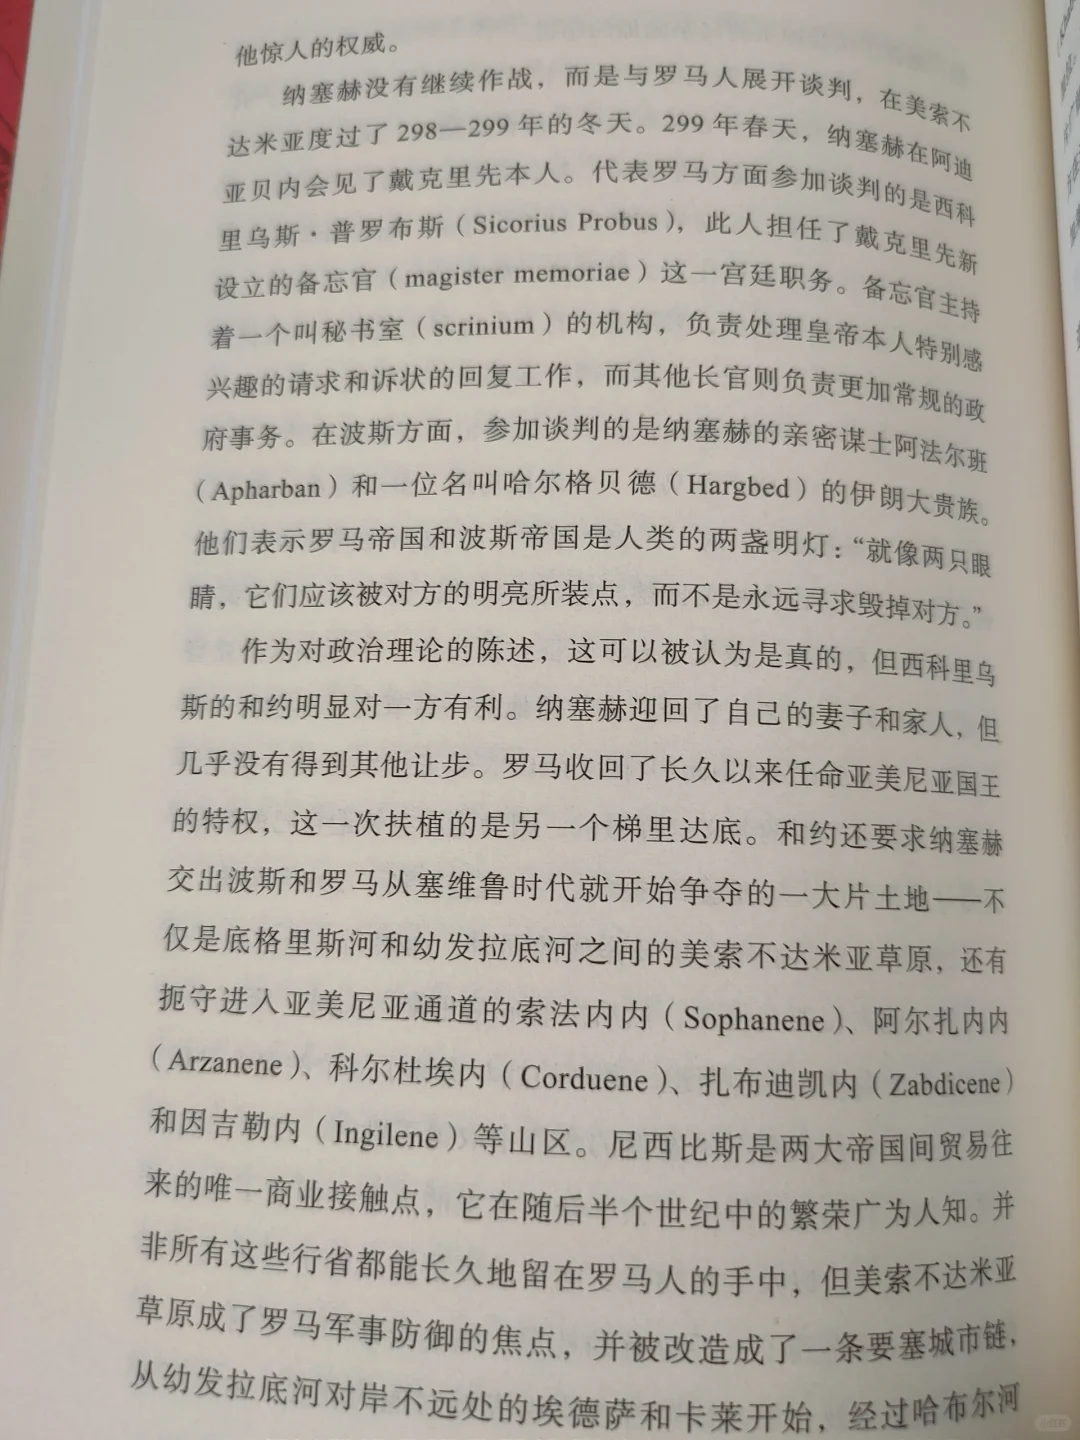 他惊人的权威。
纳塞赫没有继续作战，而是与罗马人展开谈判，在美索不
达米亚度过了298—299年的冬天。299年春天，纳塞赫在阿迪
亚贝内会见了戴克里先本人。代表罗马方面参加谈判的是西科
里乌斯·普罗布斯（Sicorius Probus），此人担任了戴克里先新
设立的备忘官（magister memoriae）这一宫廷职务。备忘官主持
着一个叫秘书室（scrinium）的机构，负责处理皇帝本人特别感
兴趣的请求和诉状的回复工作，而其他长官则负责更加常规的政
府事务。在波斯方面，参加谈判的是纳塞赫的亲密谋士阿法尔班
（Apharban）和一位名叫哈尔格贝德（Hargbed）的伊朗大贵族。
他们表示罗马帝国和波斯帝国是人类的两盏明灯：“就像两只眼
睛，它们应该被对方的明亮所装点，而不是永远寻求毁掉对方。”
作为对政治理论的陈述，这可以被认为是真的，但西科里乌
斯的和约明显对一方有利。纳塞赫迎回了自己的妻子和家人，但
几乎没有得到其他让步。罗马收回了长久以来任命亚美尼亚国王
的特权，这一次扶植的是另一个梯里达底。和约还要求纳塞赫
交出波斯和罗马从塞维鲁时代就开始争夺的一大片土地——不
仅是底格里斯河和幼发拉底河之间的美索不达米亚草原，还有
扼守进入亚美尼亚通道的索法内内（Sophanene）、阿尔扎内内
（Arzanene）、科尔杜埃内（Corduene）、扎布迪凯内（Zabdicene）
和因吉勒内（Ingilene）等山区。尼西比斯是两大帝国间贸易往
来的唯一商业接触点，它在随后半个世纪中的繁荣广为人知。并
非所有这些行省都能长久地留在罗马人的手中，但美索不达米亚
草原成了罗马军事防御的焦点，并被改造成了一条要塞城市链，
从幼发拉底河对岸不远处的埃德萨和卡莱开始，经过哈布尔河